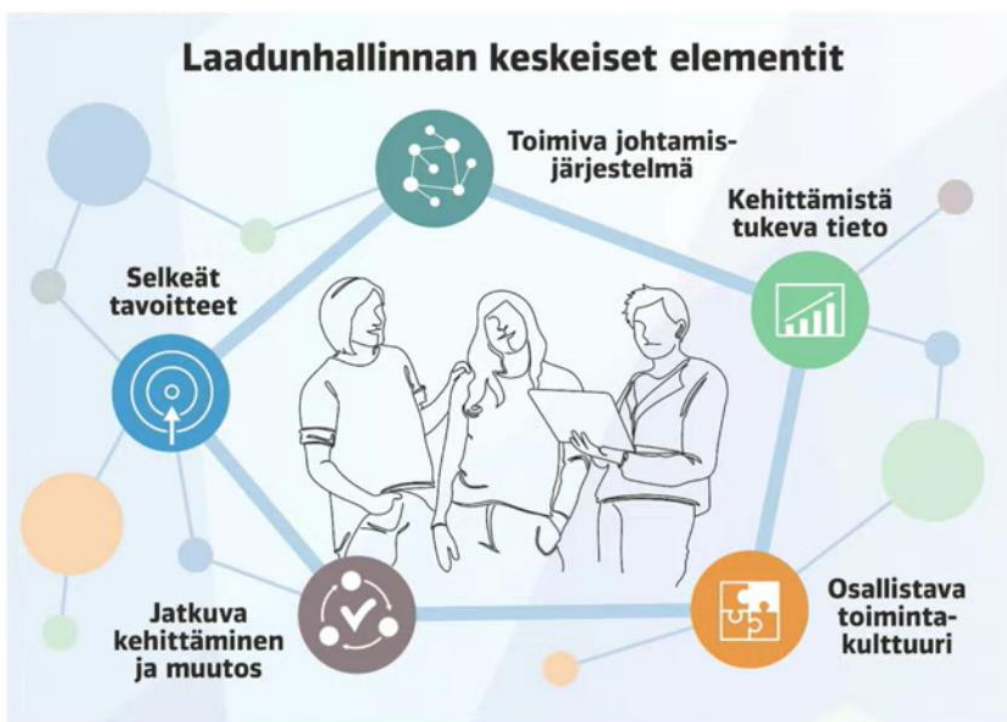 Laadunhallinnan keskeiset elementit
Toimiva johtamis-
järjestelmä
Kehittämistä
tukeva tieto
Selkeät
tavoitteet
Osallistava
toiminta-
kulttuuri
Jatkuva
kehittäminen
ja muutos